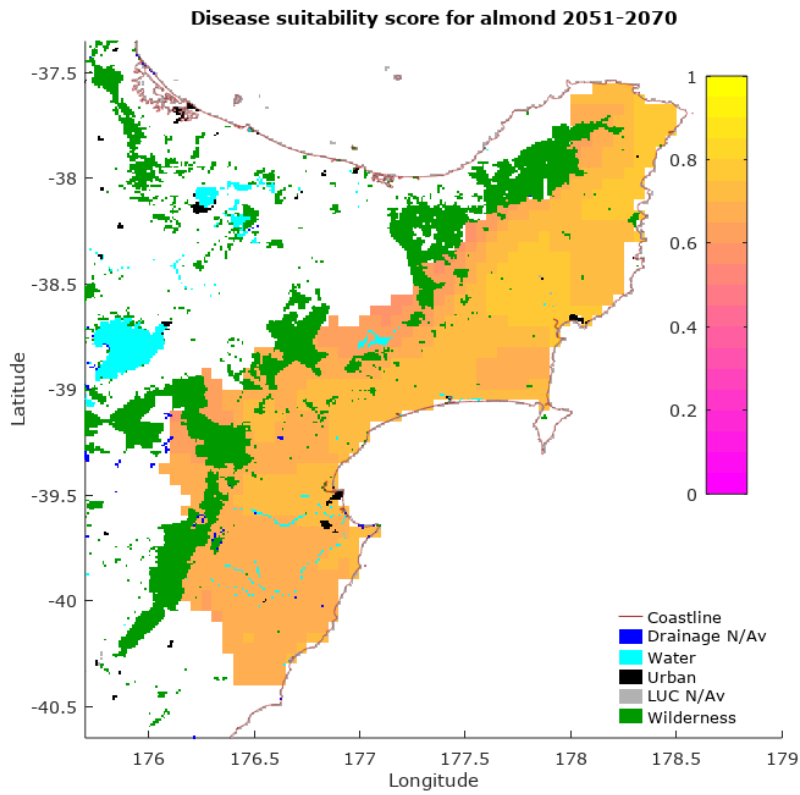 Disease suitability score for almond 2051-2070
-37.5
-38
-38.5
-39
-39.5
-40
-40.5
Latitude
176
176.5
177
177.5
178
178.5
179
Longitude
1
0.8
0.6
0.4
0.2
0
Coastline
Drainage N/Av
Water
Urban
LUC N/Av
Wilderness